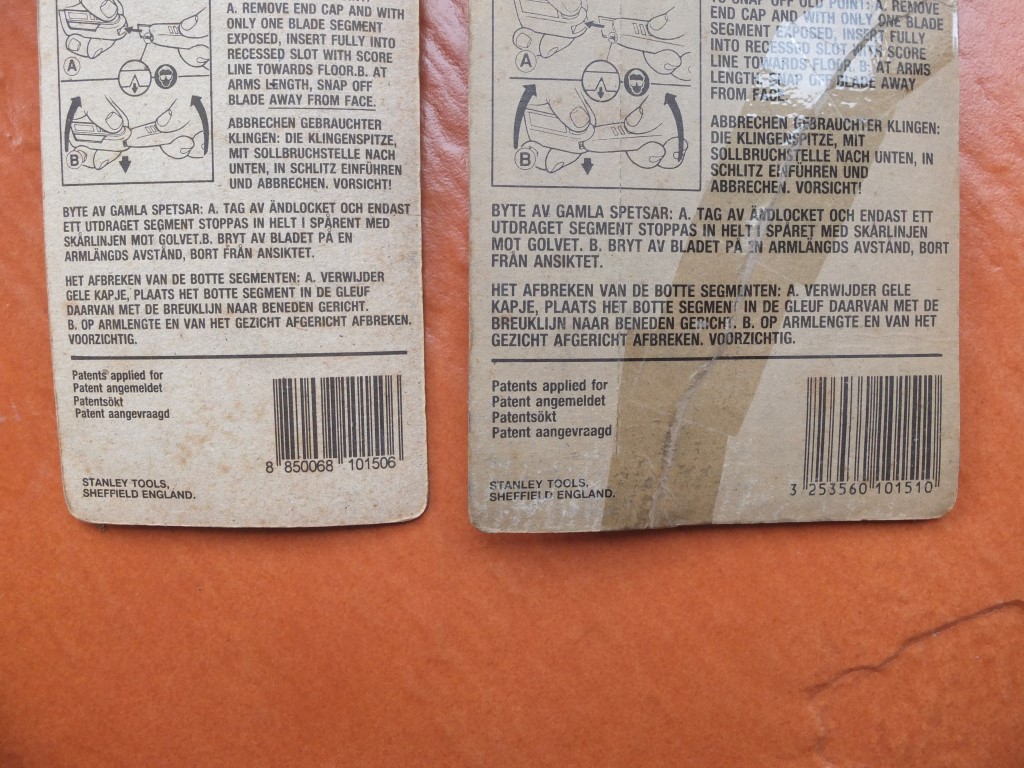 A. REMOVE
END CAP AND WITH
ONLY ONE BLADE SEGMENT
EXPOSED, INSERT FULLY
INTO
RECESSED SLOT WITH SCORE
LINE TOWARDS FLOOR.B. AT
ARMS LENGTH, SNAP OFF
BLADE AWAY FROM FACE.
A
B
ABBRECHEN GEBRAUCHTER
KLINGEN: DIE KLINGENSPITZE,
MIT SOLLBRUCHSTELLE NACH
UNTEN, IN SCHLITZ EINFÜHREN
UND ABBRECHEN. VORSICHT!
BYTE AV GAMLA SPETSAR: A. TAG AV ÄNDLOCKET OCH ENDAST
ETT UTDRAGET SEGMENT STOPPAS IN HELT I SPÅRENT MED
SKÅRLINJEN MOT GOLVET.B. BRYT AV BLADET PÅ EN
ARMLÄNGDS AVSTÅND, BORT FRÅN ANSIKTET.
HET AFBREKEN VAN DE BOTTE SEGMENTEN: A. VERWIJDER
GELE KAPJE, PLAATS HET BOTTE SEGMENT IN DE GLEUF
DAARVAN MET DE BREUKLIJN NAAR BENEDEN GERICHT.
B. OP ARMLENGTE EN VAN HET GEZICHT AFGERICHT AFBREKEN.
VOORZICHTIG.
Patents applied for
Patent angemeldet
Patentsökt
Patent aangevraagd
8 850068 101506
STANLEY TOOLS,
SHEFFIELD ENGLAND.
TO SNAP OFF OLD POINT: A. REMOVE
END CAP AND WITH ONLY ONE BLADE
SEGMENT EXPOSED, INSERT FULLY
INTO RECESSED SLOT WITH SCORE
LINE TOWARDS FLOOR. B. AT ARMS
LENGTH, SNAP OFF BLADE AWAY
FROM FACE
A
B
ABBRECHEN GEBRAUCHTER KLINGEN:
DIE KLINGENSPITZE, MIT
SOLLBRUCHSTELLE NACH UNTEN, IN
SCHLITZ EINFÜHREN UND
ABBRECHEN. VORSICHT!
BYTE AV GAMLA SPETSAR: A. TAG AV ÄNDLOCKET OCH ENDAST ETT
UTDRAGET SEGMENT STOPPAS IN HELT I SPÅRET MED SKÅRLINJEN
MOT GOLVET. B. BRYT AV BLADET PÅ EN ARMLÄNGDS AVSTÅND, BORT
FRÅN ANSIKTET.
HET AFBREKEN VAN DE BOTTE SEGMENTEN: A. VERWIJDER GELE
KAPJE, PLAATS HET BOTTE SEGMENT IN DE GLEUF DAARVAN MET DE
BREUKLIJN NAAR BENEDEN GERICHT. B. OP ARMLENGTE EN VAN HET
GEZICHT AFGERICHT AFBREKEN. VOORZICHTIG.
Patents applied for
Patent angemeldet
Patentsökt
Patent aangevraagd
3 253560 101510
STANLEY TOOLS,
SHEFFIELD ENGLAND.